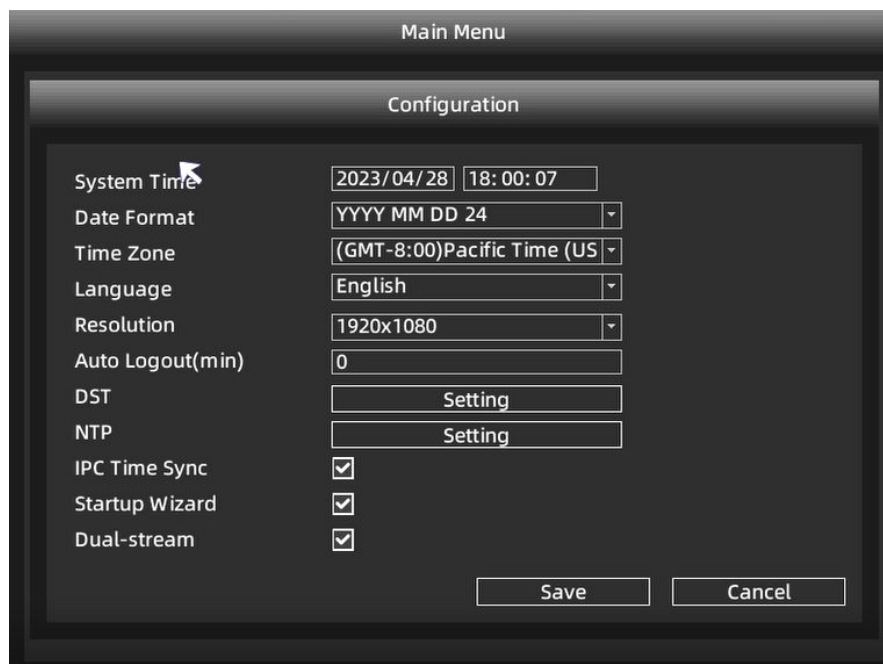 Main Menu
Configuration
System Time 2023/04/28 18:00:07
Date Format YYYY MM DD 24
Time Zone (GMT-8:00)Pacific Time (US
Language English
Resolution 1920x1080
Auto Logout(min) 0
DST Setting
NTP Setting
IPC Time Sync
Startup Wizard
Dual-stream
Save Cancel